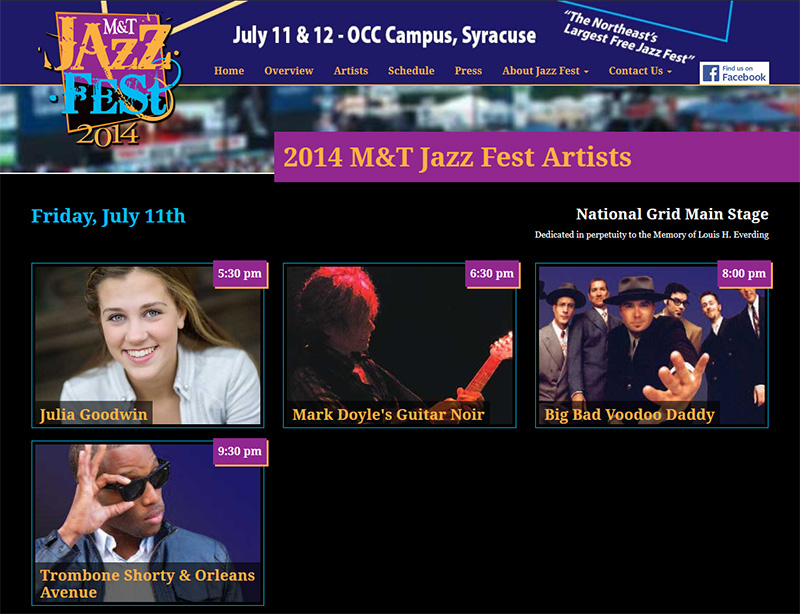 M&T
JAZZ
FESt
2014
July 11 & 12 - OCC Campus, Syracuse
"The Northeast's
Largest Free Jazz Fest"
Home Overview Artists Schedule Press About Jazz Fest Contact Us
Find us on
Facebook
2014 M&T Jazz Fest Artists
Friday, July 11th
National Grid Main Stage
Dedicated in perpetuity to the Memory of Louis H. Everding
5:30 pm
Julia Goodwin
6:30 pm
Mark Doyle's Guitar Noir
8:00 pm
Big Bad Voodoo Daddy
9:30 pm
Trombone Shorty & Orleans
Avenue